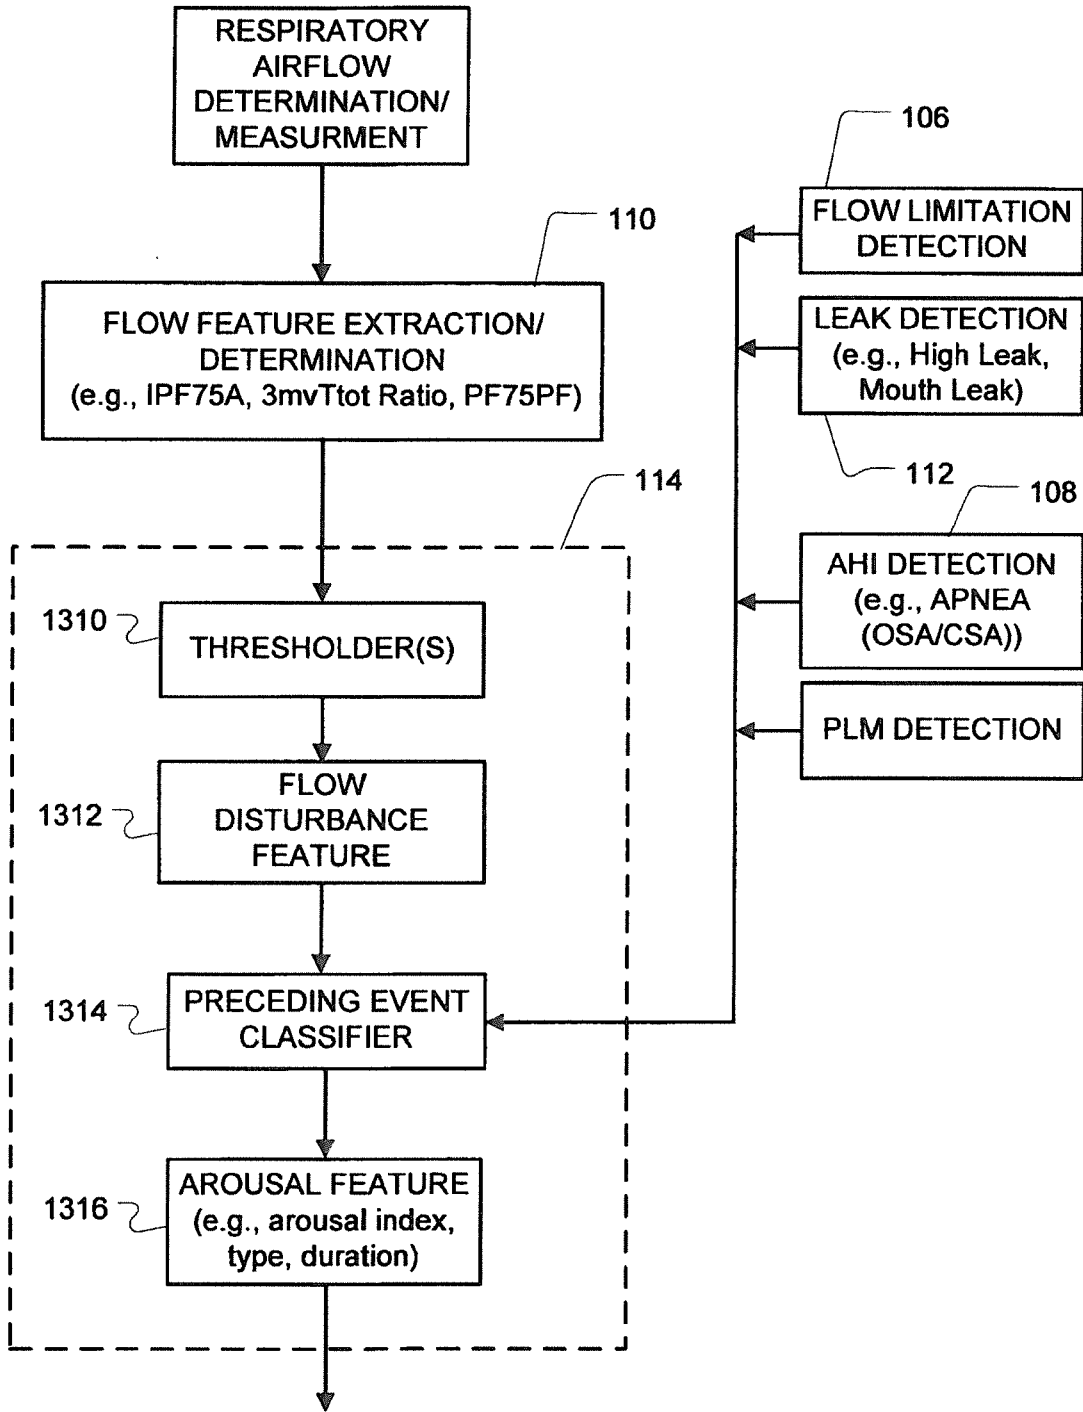 RESPIRATORY
AIRFLOW
DETERMINATION/
MEASURMENT
110
FLOW FEATURE EXTRACTION/
DETERMINATION
(e.g., IPF75A, 3mvTtot Ratio, PF75PF)
114
1310
THRESHOLDER(S)
1312
FLOW
DISTURBANCE
FEATURE
1314
PRECEDING EVENT
CLASSIFIER
1316
AROUSAL FEATURE
(e.g., arousal index,
type, duration)
106
FLOW LIMITATION
DETECTION
LEAK DETECTION
(e.g., High Leak,
Mouth Leak)
112
108
AHI DETECTION
(e.g., APNEA
(OSA/CSA))
PLM DETECTION